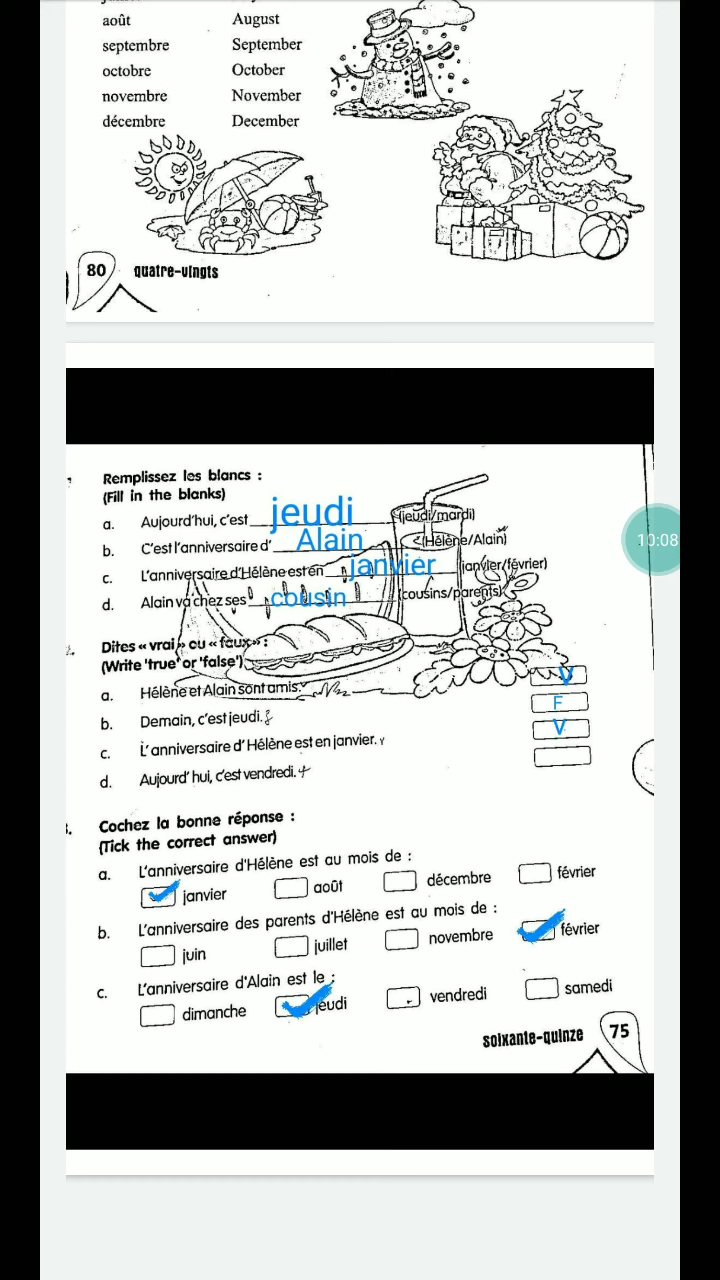 août August
septembre September
octobre October
novembre November
décembre December
80 quatre-vingts
Remplissez les blancs :
(Fill in the blanks)
a. Aujourd'hui, c'est jeudi (jeudi/mardi)
b. C'est l'anniversaire d' Alain (Hélène/Alain)
c. L'anniversaire d'Hélène est en janvier (janvier/février)
d. Alain va chez ses cousin (cousins/parents)
10:08
2. Dites « vrai » ou « faux » :
(Write 'true' or 'false')
a. Hélène et Alain sont amis. V
b. Demain, c'est jeudi. F
c. L'anniversaire d' Hélène est en janvier. V
d. Aujourd' hui, c'est vendredi.
3. Cochez la bonne réponse :
(Tick the correct answer)
a. L'anniversaire d'Hélène est au mois de :
janvier août décembre février
b. L'anniversaire des parents d'Hélène est au mois de :
juin juillet novembre février
c. L'anniversaire d'Alain est le :
dimanche jeudi vendredi samedi
soixante-quinze 75